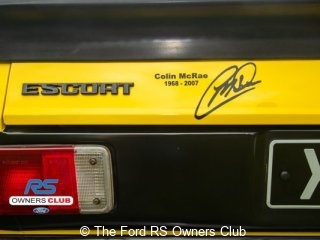 ESCORT
Colin McRae
1968 - 2007
RS
OWNERS CLUB
Ford
© The Ford RS Owners Club